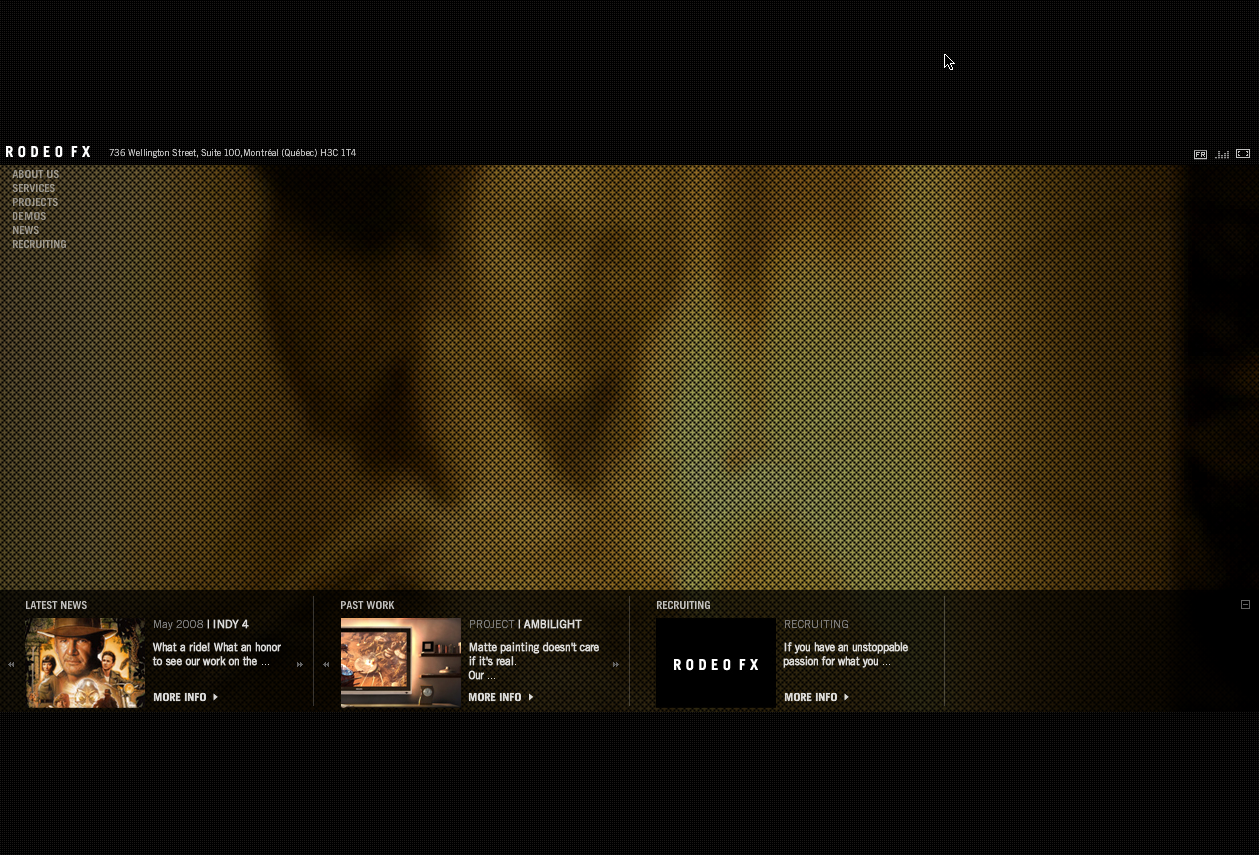 RODEO FX
736 Wellington Street, Suite 100,Montréal (Québec) H3C 1T4
FR
ABOUT US
SERVICES
PROJECTS
DEMOS
NEWS
RECRUITING
LATEST NEWS
May 2008 | INDY 4
What a ride! What an honor
to see our work on the ...
MORE INFO
PAST WORK
PROJECT | AMBILIGHT
Matte painting doesn't care
if it's real.
Our ...
MORE INFO
RECRUITING
RODEO FX
RECRUITING
If you have an unstoppable
passion for what you ...
MORE INFO